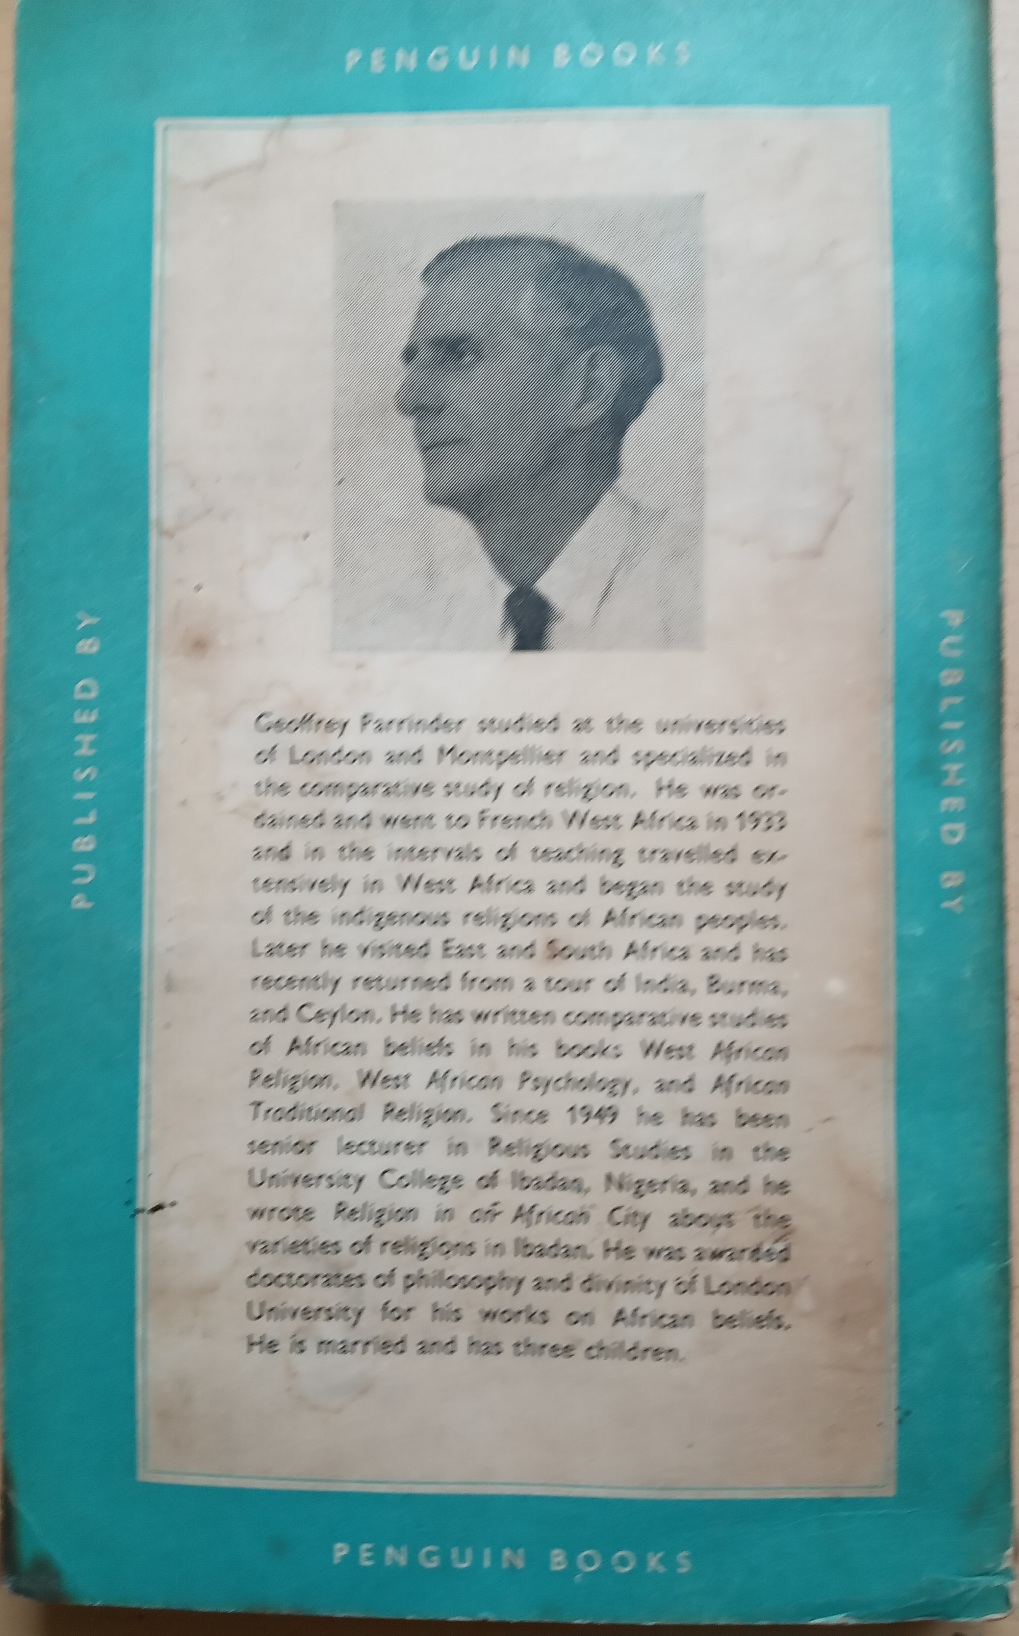 PENGUIN BOOKS
PUBLISHED BY
PUBLISHED BY
Geoffrey Parrinder studied at the universities
of London and Montpellier and specialized in
the comparative study of religion. He was or-
dained and went to French West Africa in 1933
and in the intervals of teaching travelled ex-
tensively in West Africa and began the study
of the indigenous religions of African peoples.
Later he visited East and South Africa and has
recently returned from a tour of India, Burma,
and Ceylon. He has written comparative studies
of African beliefs in his books West African
Religion, West African Psychology, and African
Traditional Religion. Since 1949 he has been
senior lecturer in Religious Studies in the
University College of Ibadan, Nigeria, and he
wrote Religion in an African City about the
varieties of religions in Ibadan. He was awarded
doctorates of philosophy and divinity of London
University for his works on African beliefs.
He is married and has three children.
PENGUIN BOOKS